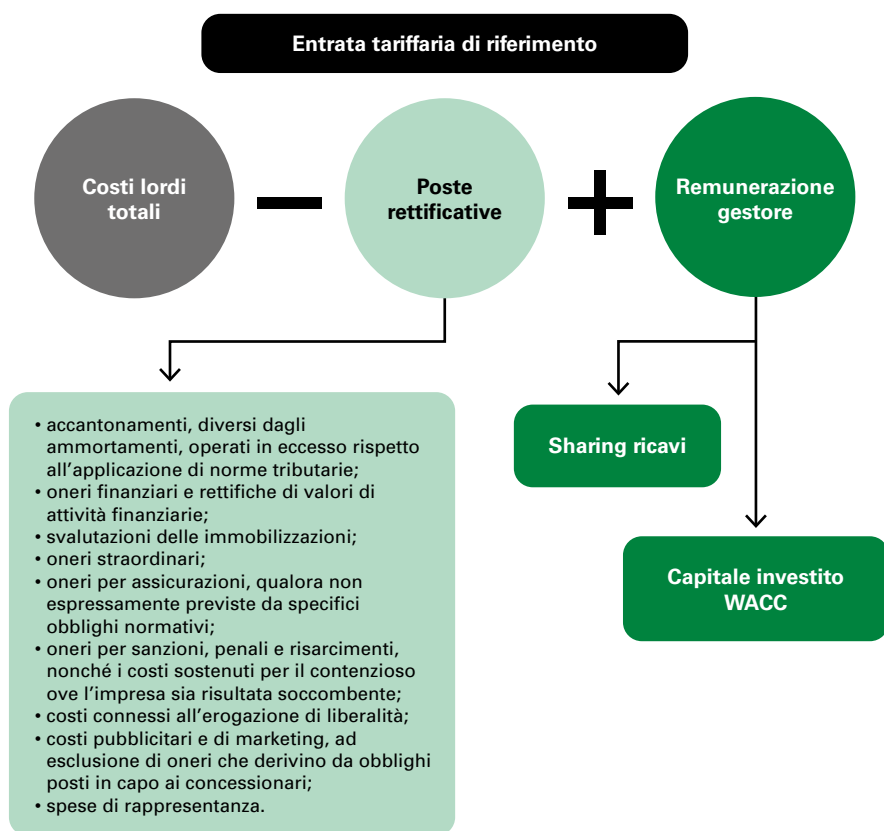 Entrata tariffaria di riferimento
Costi lordi
totali
Poste
rettificative
Remunerazione
gestore
• accantonamenti, diversi dagli
ammortamenti, operati in eccesso rispetto
all’applicazione di norme tributarie;
• oneri finanziari e rettifiche di valori di
attività finanziarie;
• svalutazioni delle immobilizzazioni;
• oneri straordinari;
• oneri per assicurazioni, qualora non
espressamente previste da specifici
obblighi normativi;
• oneri per sanzioni, penali e risarcimenti,
nonché i costi sostenuti per il contenzioso
ove l’impresa sia risultata soccombente;
• costi connessi all’erogazione di liberalità;
• costi pubblicitari e di marketing, ad
esclusione di oneri che derivino da obblighi
posti in capo ai concessionari;
• spese di rappresentanza.
Sharing ricavi
Capitale investito
WACC